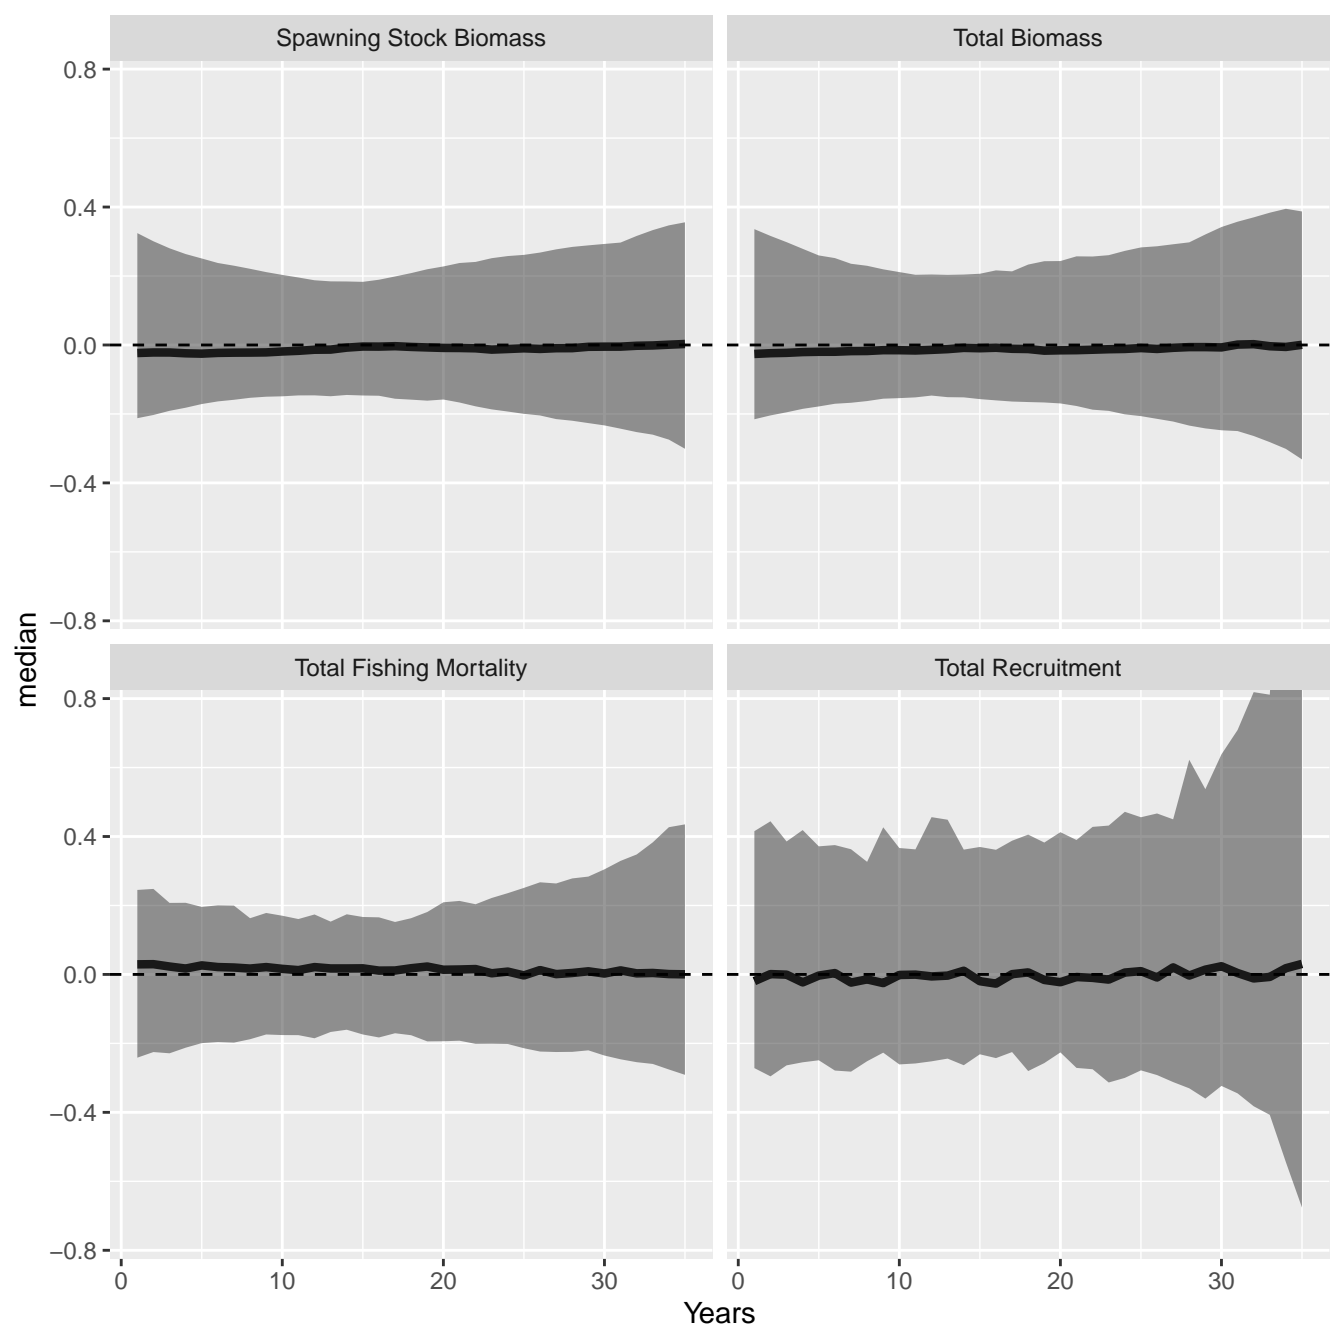 Spawning Stock Biomass
Total Biomass
0.8
0.4
0.0
−0.4
−0.8
median
Total Fishing Mortality
Total Recruitment
0.8
0.4
0.0
−0.4
−0.8
0 10 20 30
0 10 20 30
Years